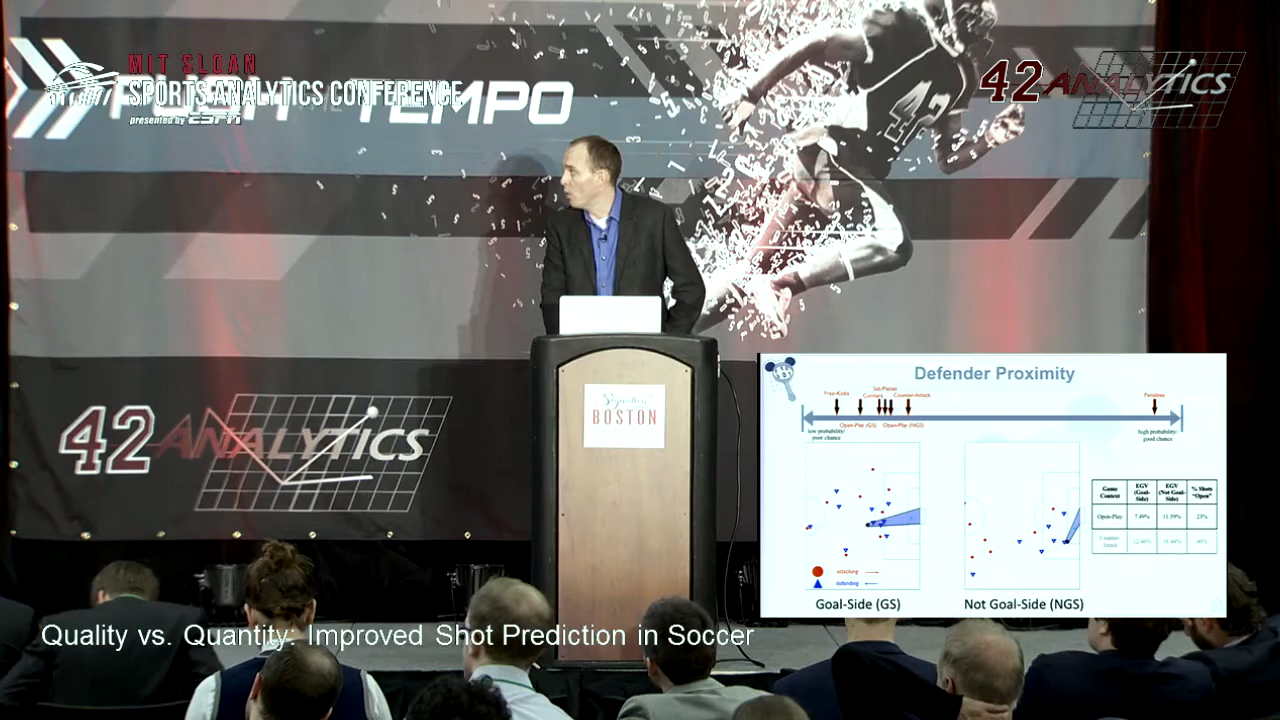 MIT SLOAN
SPORTS ANALYTICS CONFERENCE
presented by ESPN
TEMPO
42 ANALYTICS
42
42 ANALYTICS
Signature
BOSTON
Defender Proximity
Free-Kicks
Corners
Set-Pieces
Counter-Attack
Penalties
Open-Play (GS)
Open-Play (NGS)
low probability:
poor chance
high probability:
good chance
attacking
defending
Goal-Side (GS)
Not Goal-Side (NGS)
Game Context
EGV (Goal-Side)
EGV (Not Goal-Side)
% Shots "Open"
Open-Play
7.49%
11.59%
23%
Quality vs. Quantity: Improved Shot Prediction in Soccer